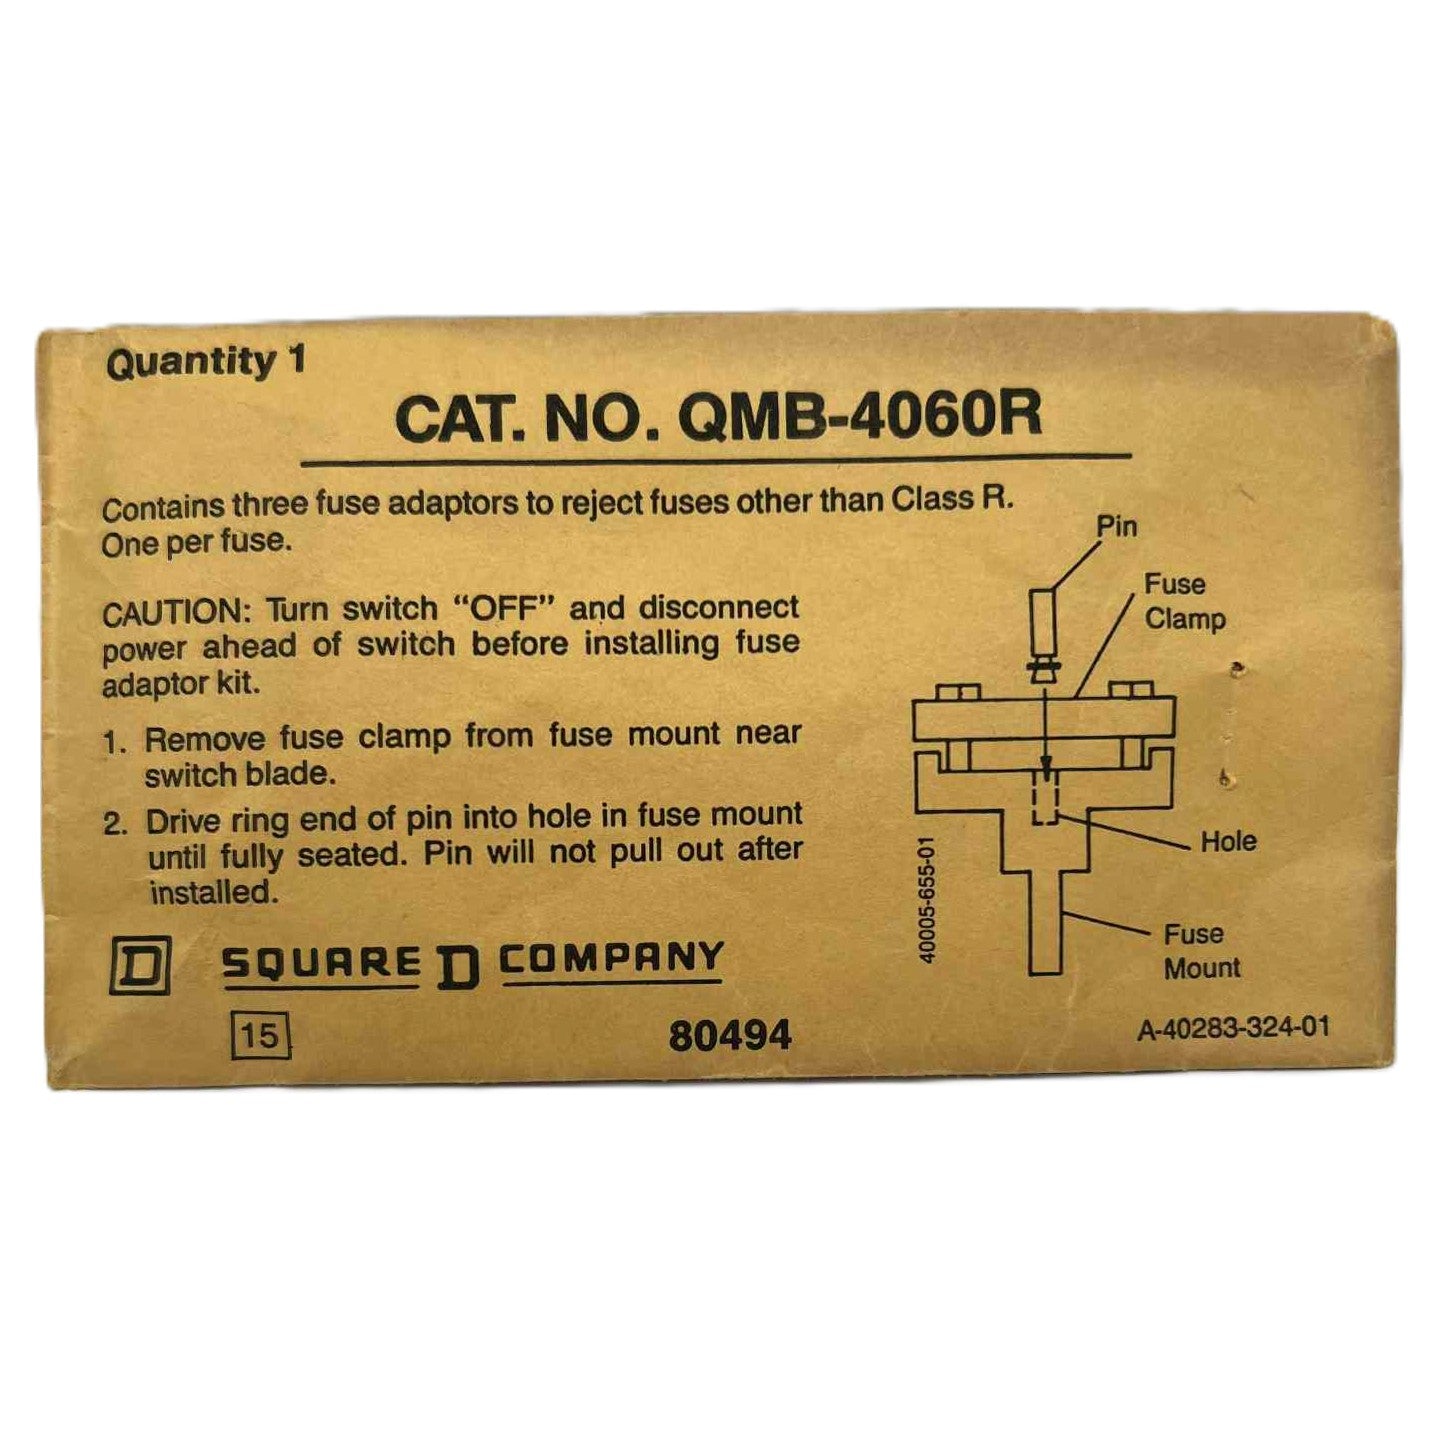 Quantity 1
CAT. NO. QMB-4060R
Contains three fuse adaptors to reject fuses other than Class R.
One per fuse.
CAUTION: Turn switch “OFF” and disconnect
power ahead of switch before installing fuse
adaptor kit.
1. Remove fuse clamp from fuse mount near
switch blade.
2. Drive ring end of pin into hole in fuse mount
until fully seated. Pin will not pull out after
installed.
Pin
Fuse
Clamp
Hole
Fuse
Mount
40005-655-01
D SQUARE D COMPANY
15
80494
A-40283-324-01